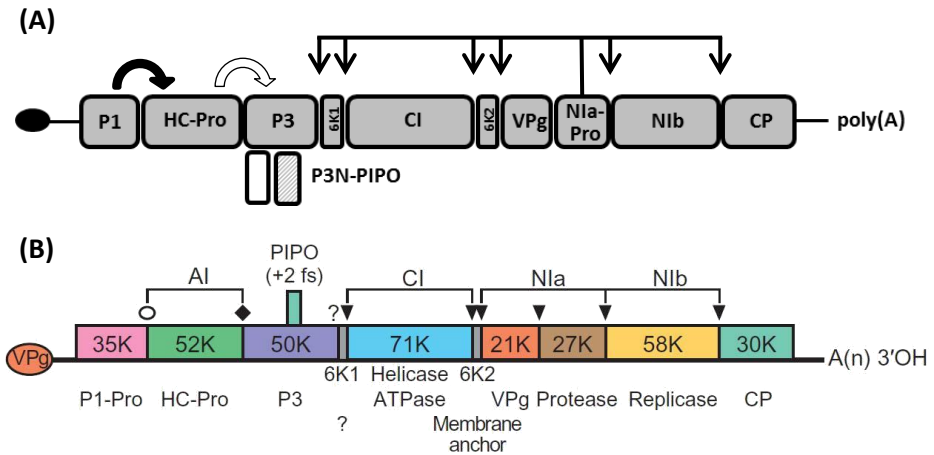 (A)
P1 HC-Pro P3 6K1 CI 6K2 VPg NIa-Pro NIb CP poly(A)
P3N-PIPO
(B)
PIPO
(+2 fs)
AI CI NIa NIb
?
VPg 35K 52K 50K 71K 21K 27K 58K 30K A(n) 3′OH
6K1 Helicase 6K2
P1-Pro HC-Pro P3 ATPase VPg Protease Replicase CP
? Membrane
anchor